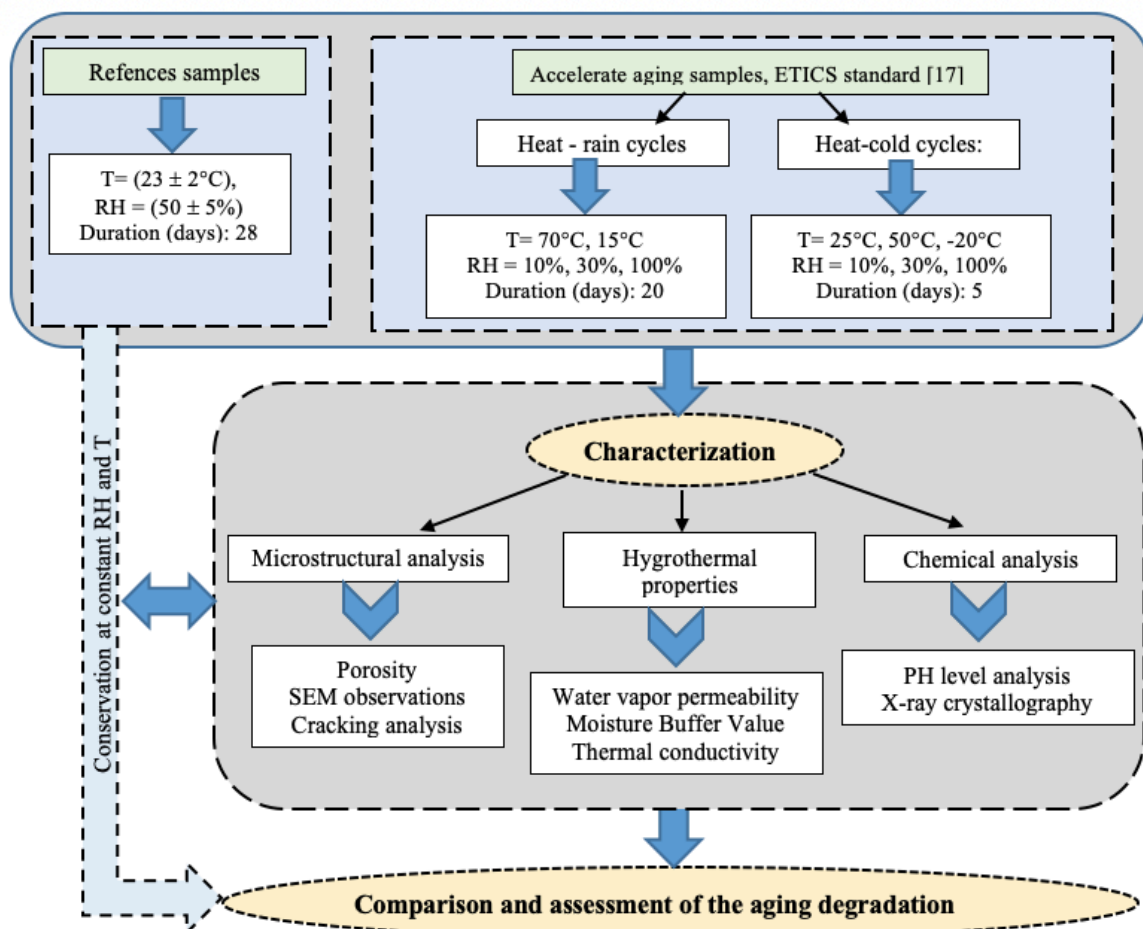 Refences samples
T= (23 ± 2°C),
RH = (50 ± 5%)
Duration (days): 28
Accelerate aging samples, ETICS standard [17]
Heat - rain cycles
T= 70°C, 15°C
RH = 10%, 30%, 100%
Duration (days): 20
Heat-cold cycles:
T= 25°C, 50°C, -20°C
RH = 10%, 30%, 100%
Duration (days): 5
Conservation at constant RH and T
Characterization
Microstructural analysis
Porosity
SEM observations
Cracking analysis
Hygrothermal
properties
Water vapor permeability
Moisture Buffer Value
Thermal conductivity
Chemical analysis
PH level analysis
X-ray crystallography
Comparison and assessment of the aging degradation